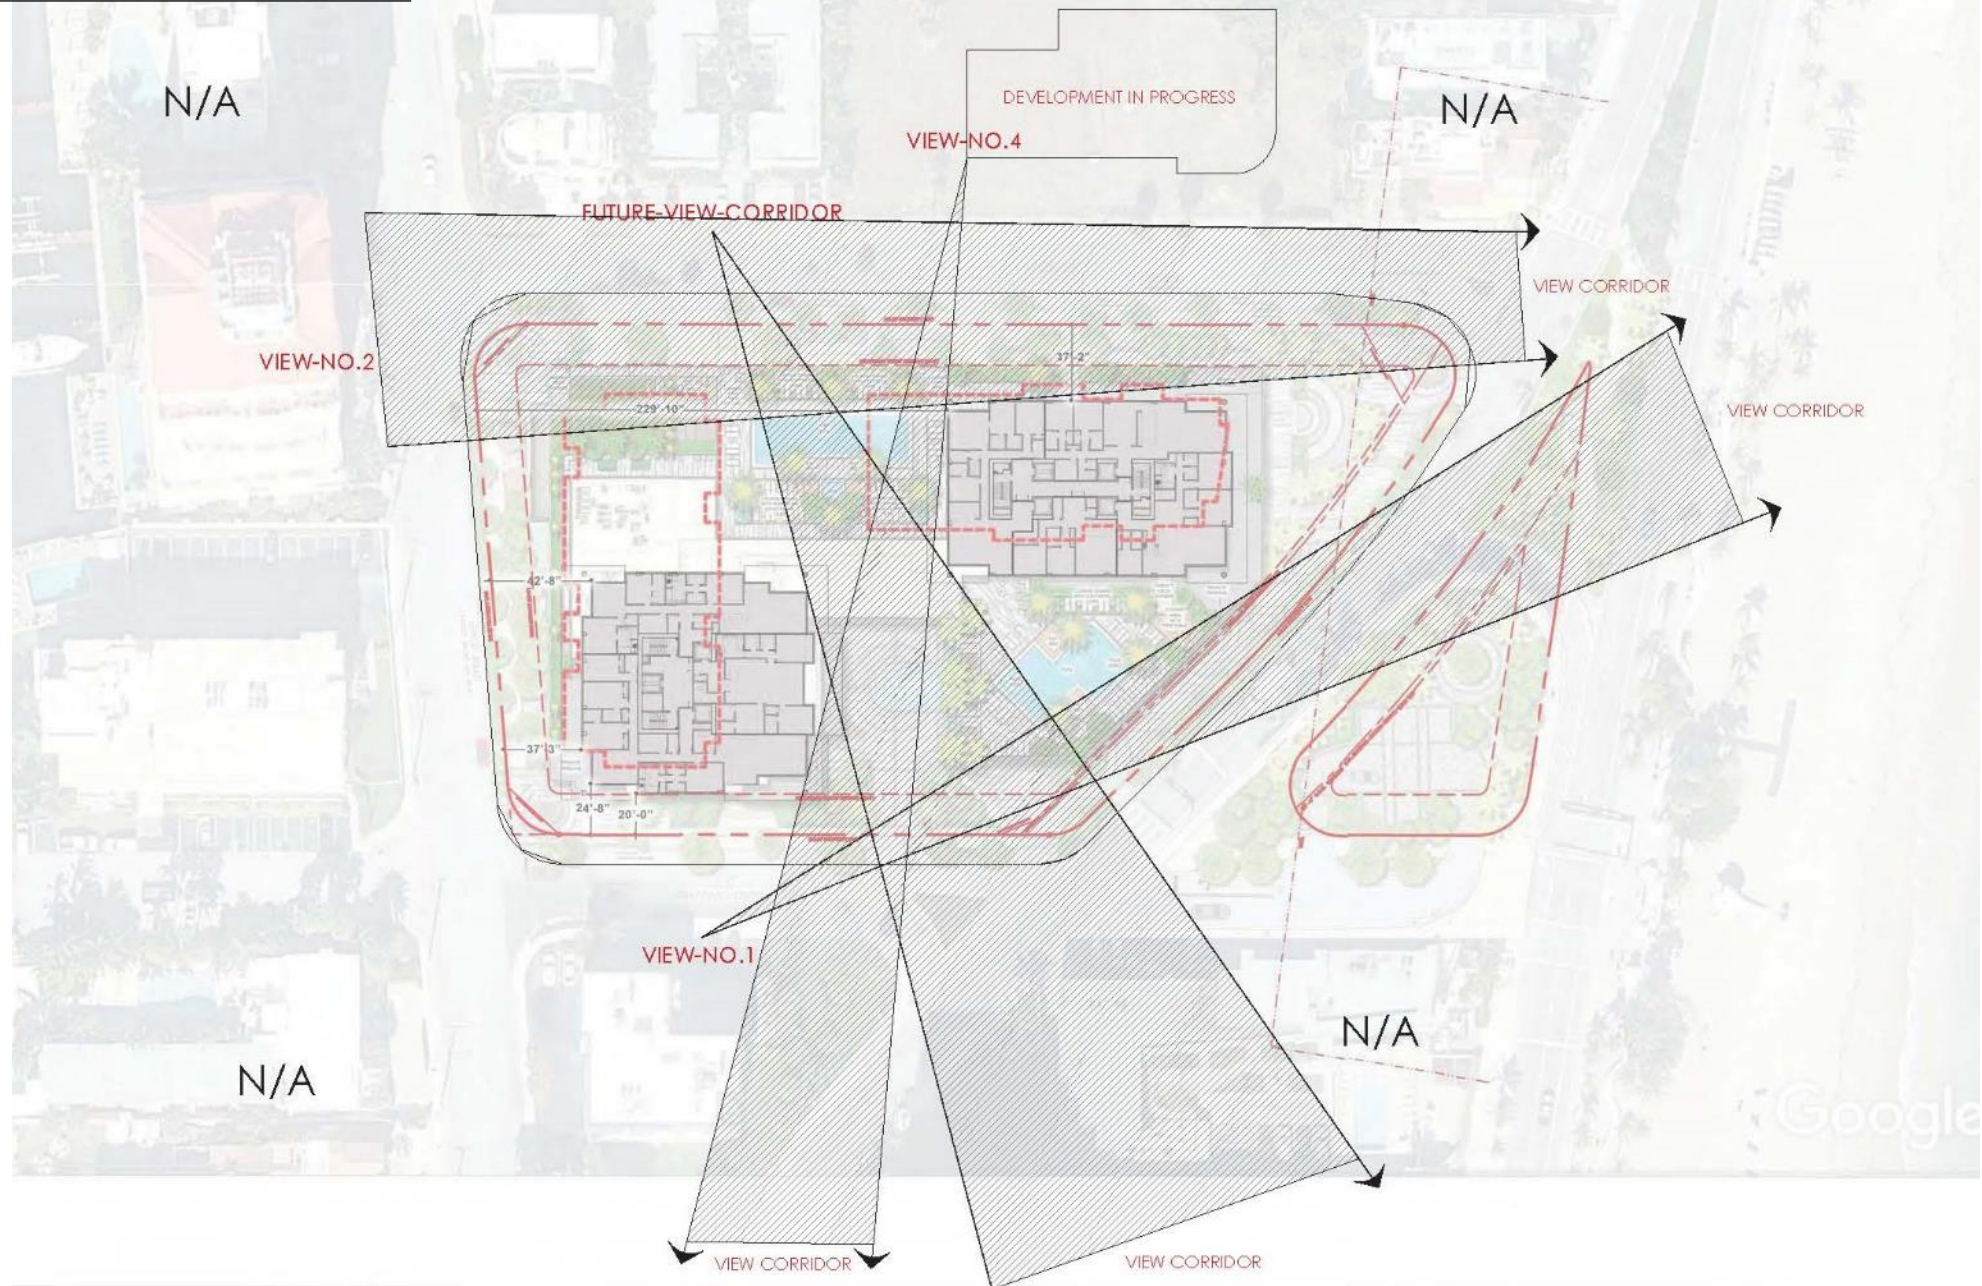 N/A
DEVELOPMENT IN PROGRESS
N/A
VIEW-NO.4
FUTURE-VIEW-CORRIDOR
VIEW CORRIDOR
VIEW-NO.2
37'-2"
229'-10"
VIEW CORRIDOR
42'-8"
37'-3"
24'-8"
20'-0"
VIEW-NO.1
N/A
N/A
Google
VIEW CORRIDOR
VIEW CORRIDOR